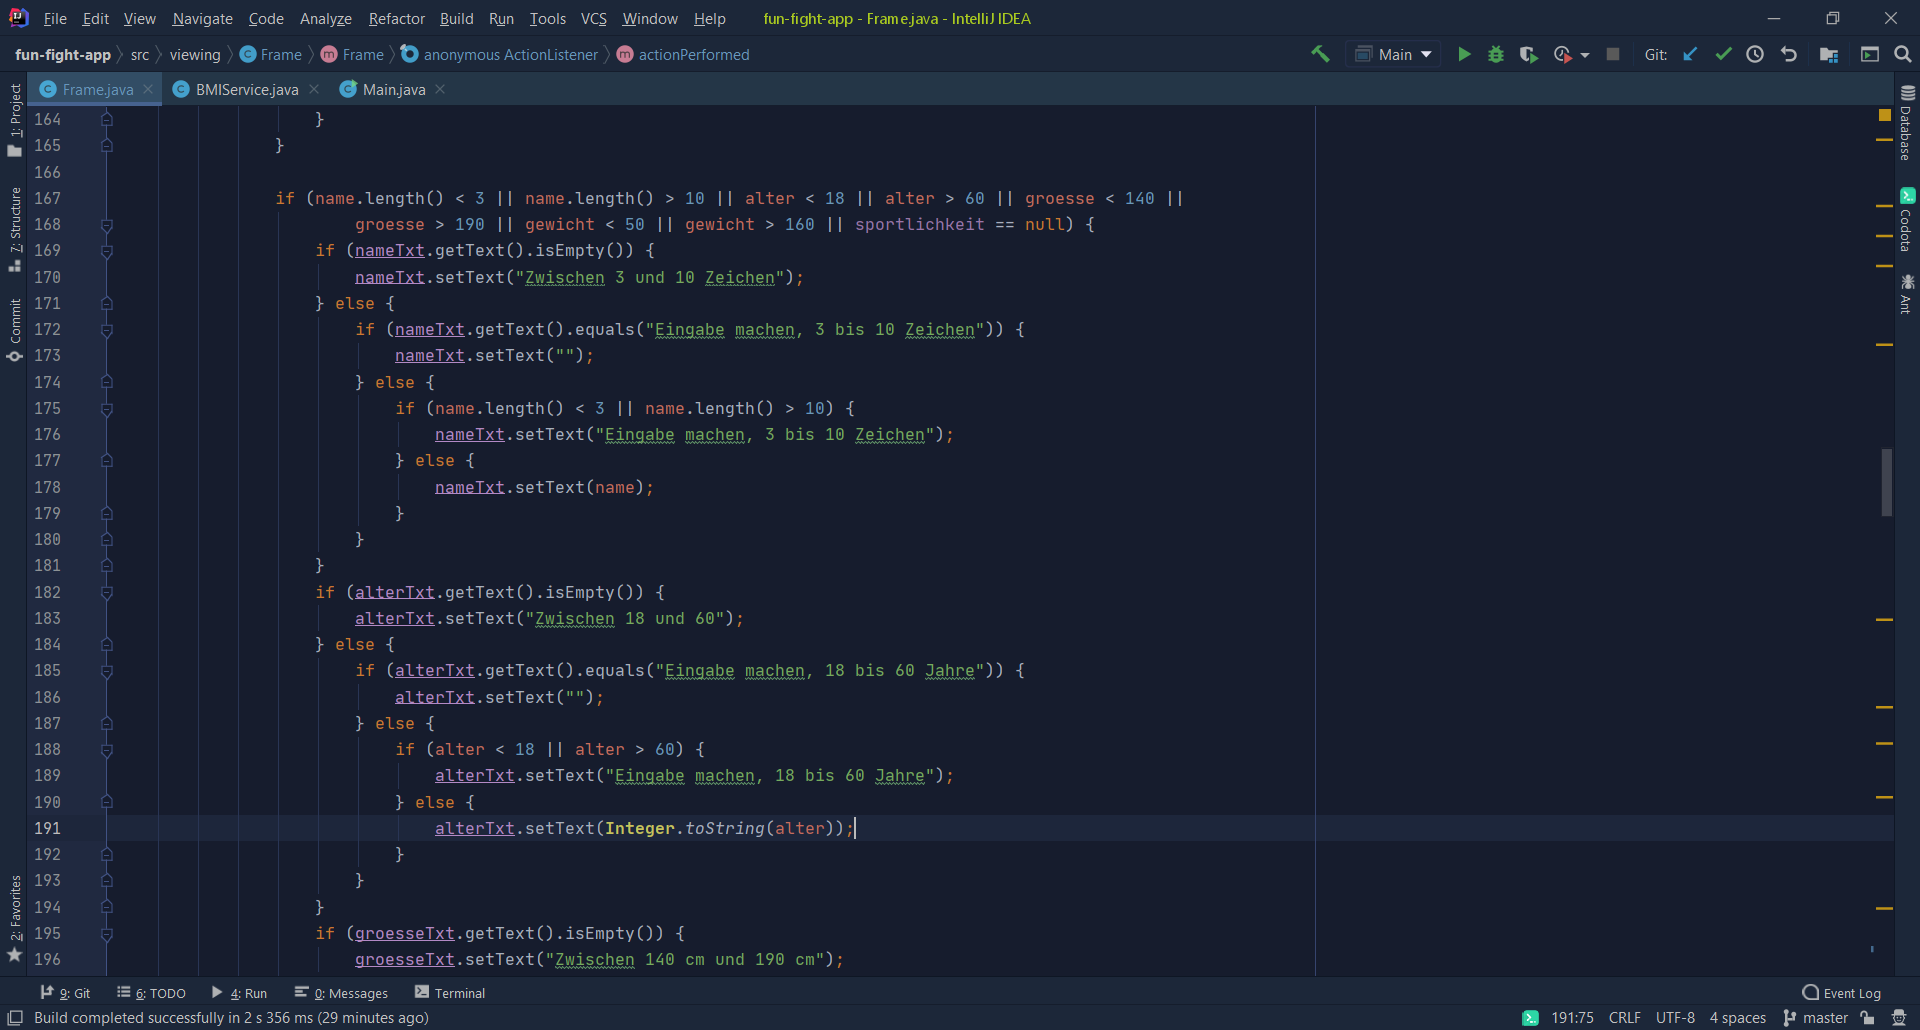 File Edit View Navigate Code Analyze Refactor Build Run Tools VCS Window Help fun-fight-app - Frame.java - IntelliJ IDEA
fun-fight-app src viewing Frame Frame anonymous ActionListener actionPerformed Main Git:
Frame.java BMIService.java Main.java
1: Project
7: Structure
Commit
2: Favorites
164 }
165 }
166
167 if (name.length() < 3 || name.length() > 10 || alter < 18 || alter > 60 || groesse < 140 ||
168 groesse > 190 || gewicht < 50 || gewicht > 160 || sportlichkeit == null) {
169 if (nameTxt.getText().isEmpty()) {
170 nameTxt.setText("Zwischen 3 und 10 Zeichen");
171 } else {
172 if (nameTxt.getText().equals("Eingabe machen, 3 bis 10 Zeichen")) {
173 nameTxt.setText("");
174 } else {
175 if (name.length() < 3 || name.length() > 10) {
176 nameTxt.setText("Eingabe machen, 3 bis 10 Zeichen");
177 } else {
178 nameTxt.setText(name);
179 }
180 }
181 }
182 if (alterTxt.getText().isEmpty()) {
183 alterTxt.setText("Zwischen 18 und 60");
184 } else {
185 if (alterTxt.getText().equals("Eingabe machen, 18 bis 60 Jahre")) {
186 alterTxt.setText("");
187 } else {
188 if (alter < 18 || alter > 60) {
189 alterTxt.setText("Eingabe machen, 18 bis 60 Jahre");
190 } else {
191 alterTxt.setText(Integer.toString(alter));
192 }
193 }
194 }
195 if (groesseTxt.getText().isEmpty()) {
196 groesseTxt.setText("Zwischen 140 cm und 190 cm");
Database
Codota
Ant
9: Git 6: TODO 4: Run 0: Messages Terminal Event Log
Build completed successfully in 2 s 356 ms (29 minutes ago) 191:75 CRLF UTF-8 4 spaces master